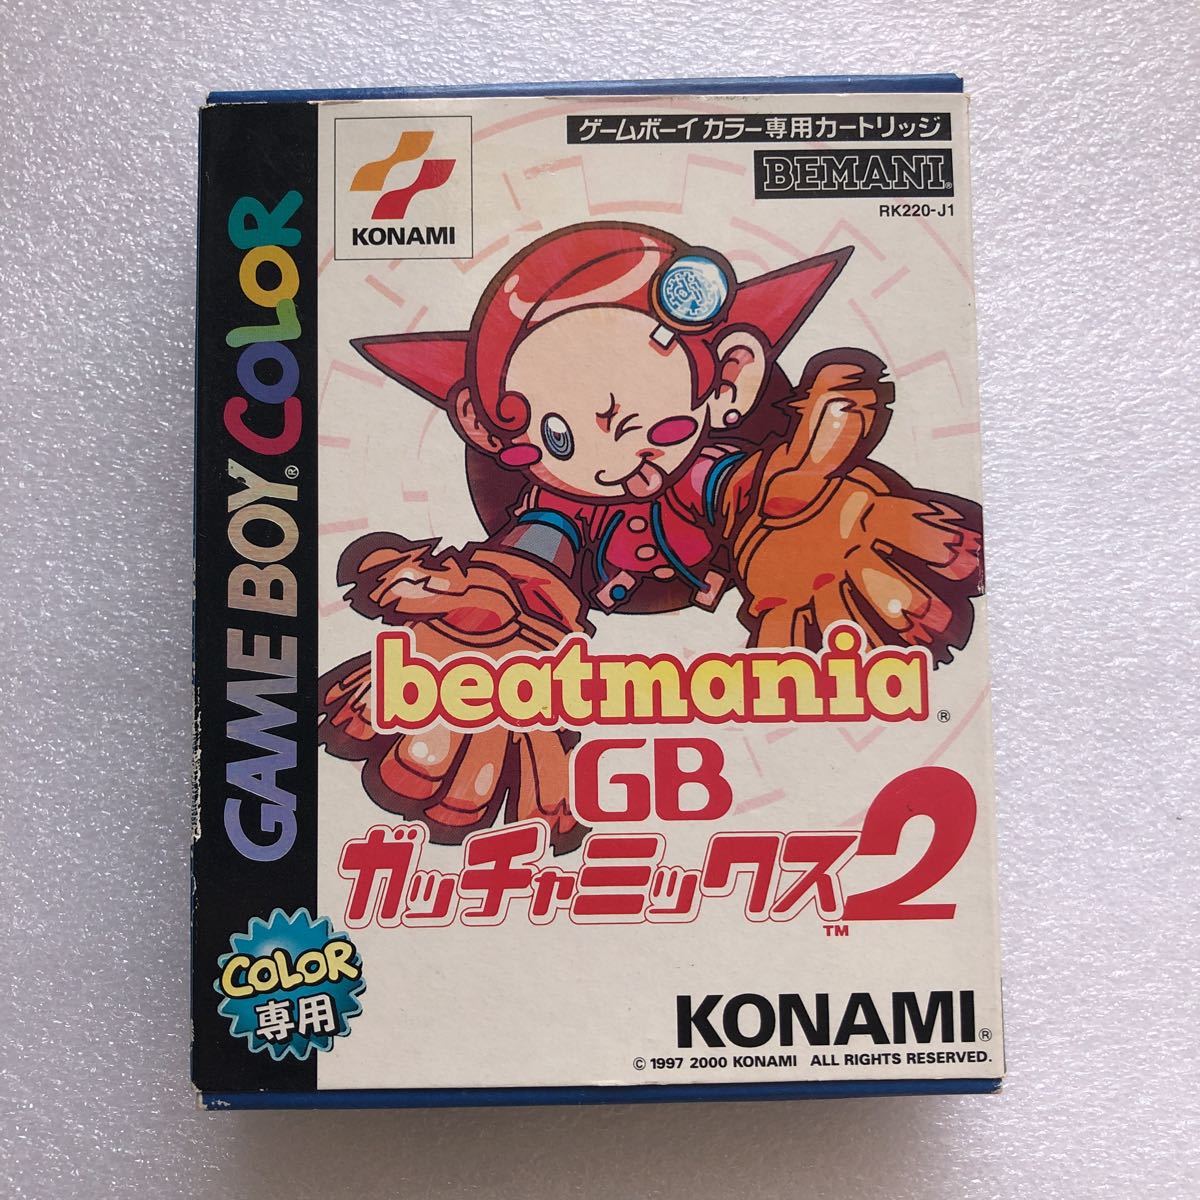 GAME BOY® COLOR
COLOR
専用
KONAMI
ゲームボーイ カラー専用カートリッジ
BEMANI®
RK220-J1
beatmania®
GB
ガッチャミックス2
TM
KONAMI®
© 1997 2000 KONAMI ALL RIGHTS RESERVED.